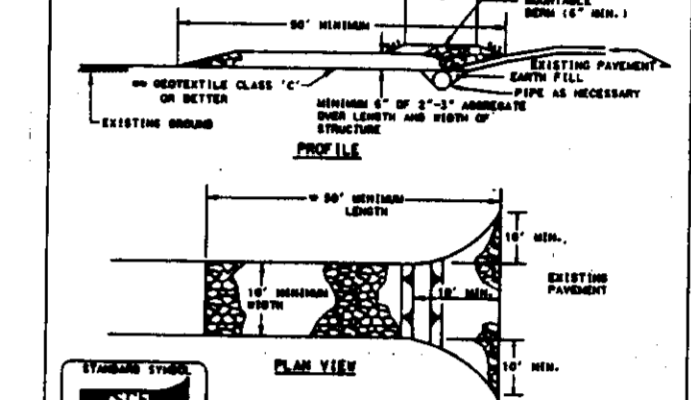 MOUNTABLE
BERM (6" MIN.)
50' MINIMUM
EXISTING PAVEMENT
** GEOTEXTILE CLASS 'C'
OR BETTER
EARTH FILL
PIPE AS NECESSARY
MINIMUM 6" OF 2"-3" AGGREGATE
OVER LENGTH AND WIDTH OF
STRUCTURE
EXISTING GROUND
PROFILE
* 50' MINIMUM
LENGTH
10' MIN.
EXISTING
PAVEMENT
10' MINIMUM
WIDTH
10' MIN.
PLAN VIEW
10' MIN.
STANDARD SYMBOL